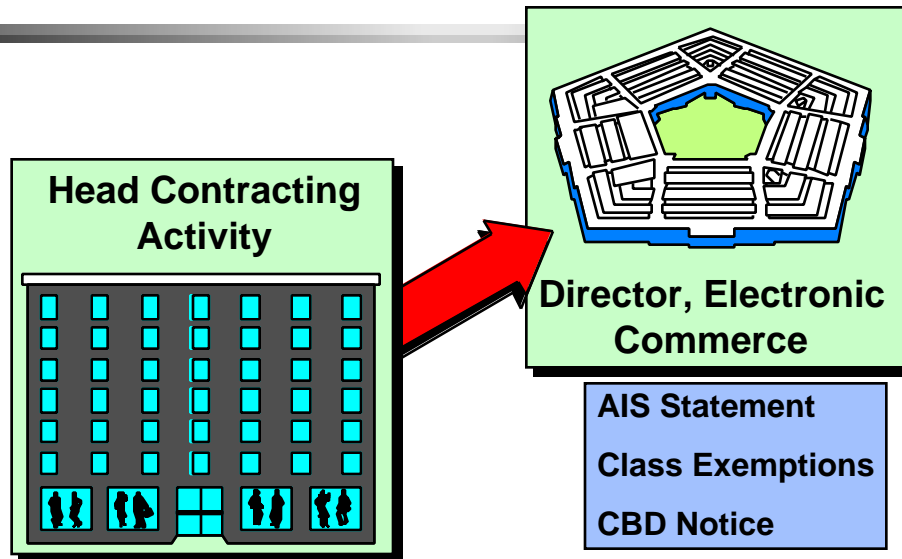 Head Contracting
Activity
Director, Electronic
Commerce
AIS Statement
Class Exemptions
CBD Notice